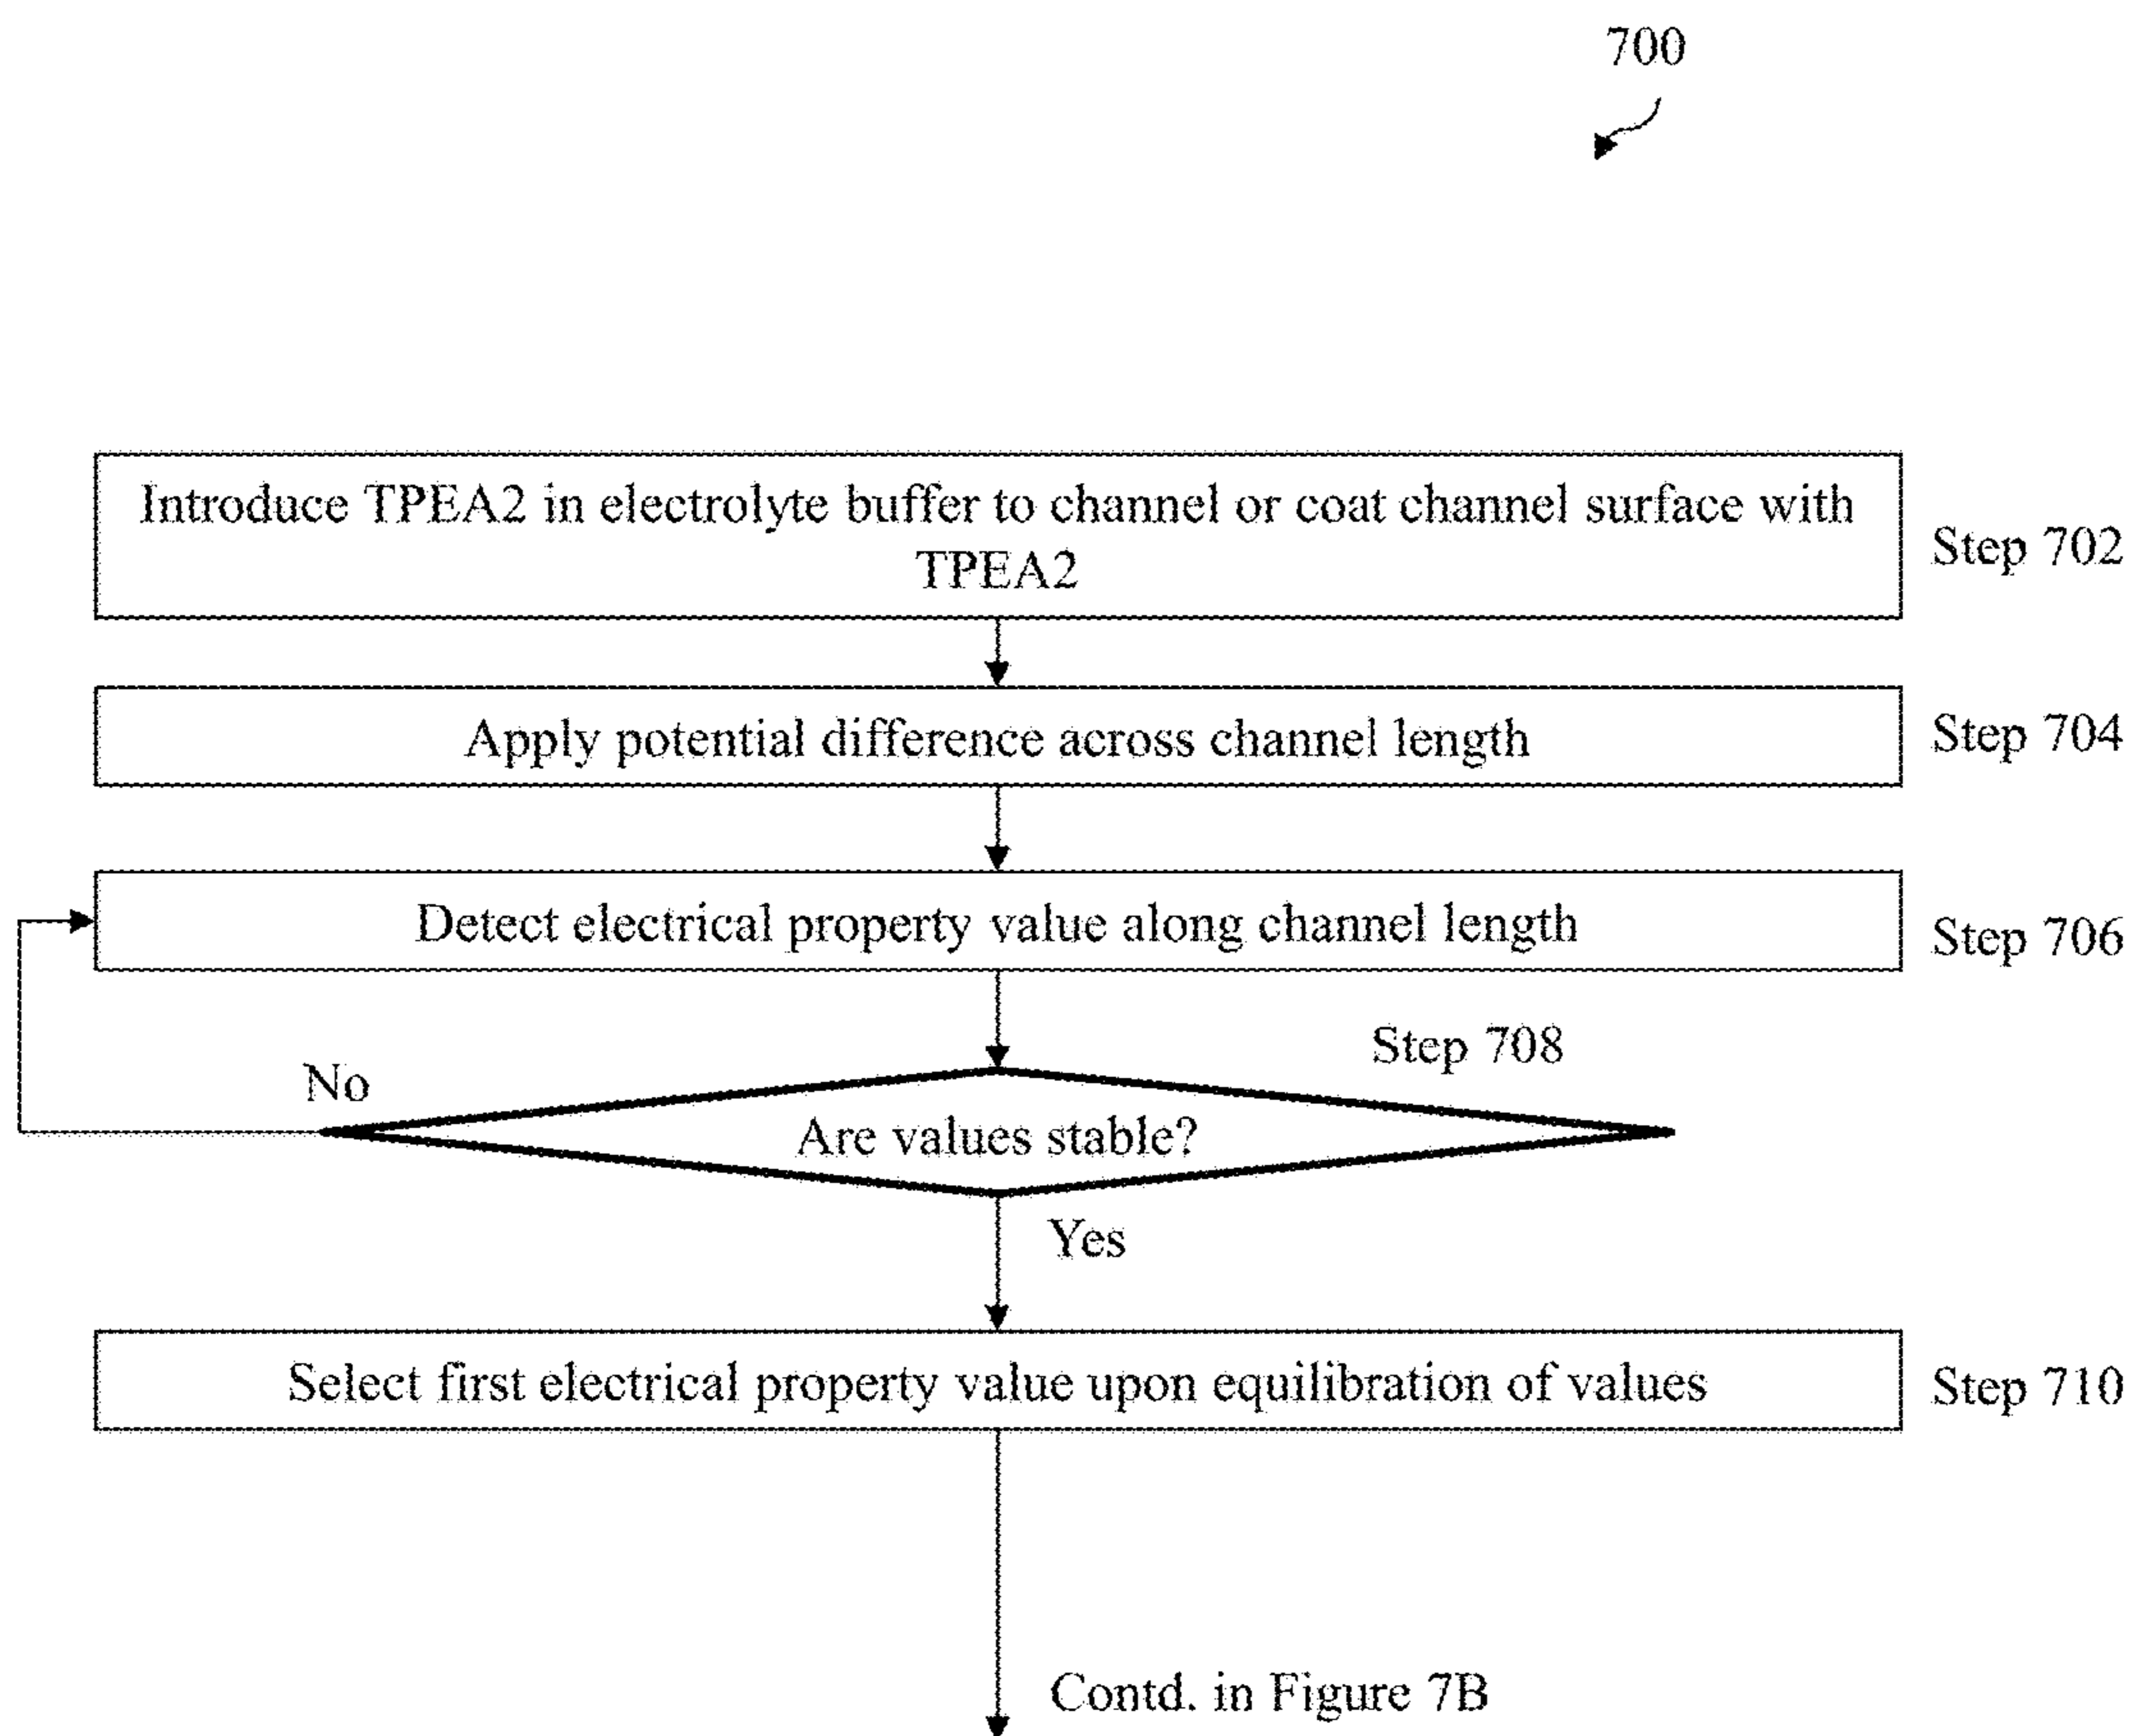 700
Introduce TPEA2 in electrolyte buffer to channel or coat channel surface with
TPEA2
Step 702
Apply potential difference across channel length
Step 704
Detect electrical property value along channel length
Step 706
Step 708
No
Are values stable?
Yes
Select first electrical property value upon equilibration of values
Step 710
Contd. in Figure 7B